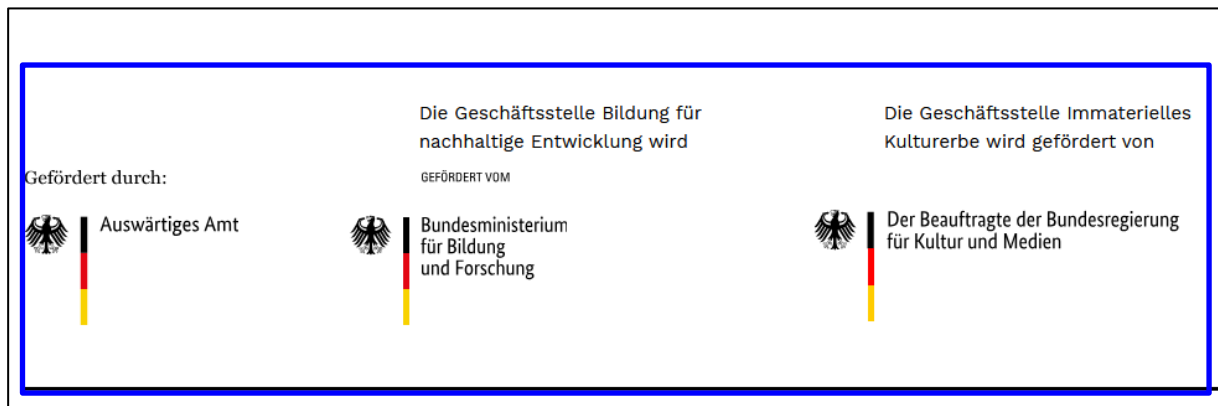 Gefördert durch:
Auswärtiges Amt
Die Geschäftsstelle Bildung für
nachhaltige Entwicklung wird
GEFÖRDERT VOM
Bundesministerium
für Bildung
und Forschung
Die Geschäftsstelle Immaterielles
Kulturerbe wird gefördert von
Der Beauftragte der Bundesregierung
für Kultur und Medien